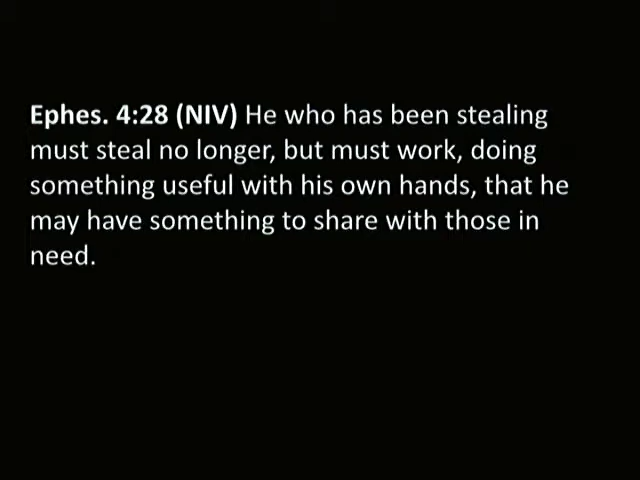 Ephes. 4:28 (NIV) He who has been stealing
must steal no longer, but must work, doing
something useful with his own hands, that he
may have something to share with those in
need.